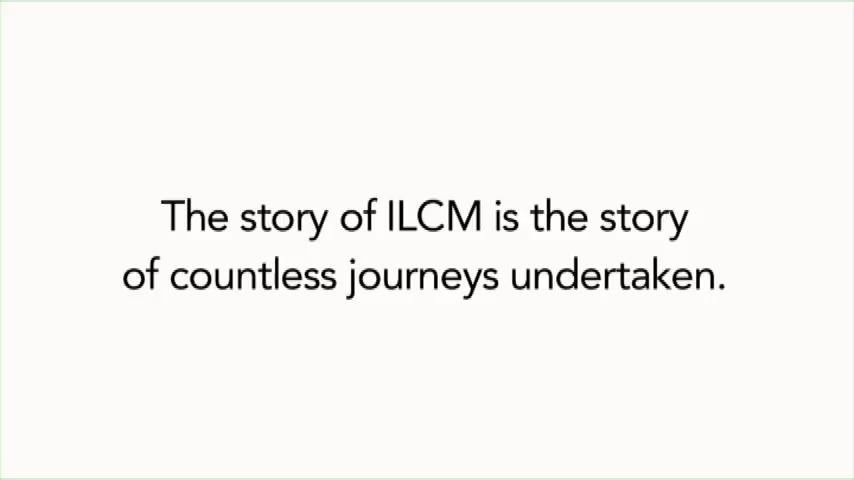 The story of ILCM is the story
of countless journeys undertaken.